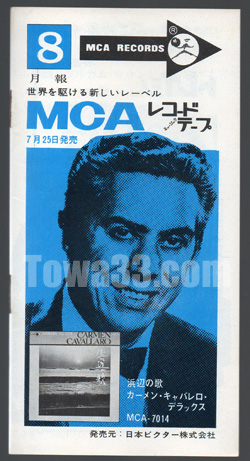 8
MCA RECORDS
®
月報
世界を駆ける新しいレーベル
MCA レコード
テープ
7月25日発売
Towa33.com
CARMEN
CAVALLARO
浜辺の歌
カーメン・キャバレロ・
デラックス
MCA-7014
発売元:日本ビクター株式会社